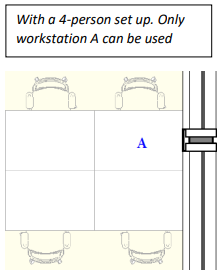 With a 4-person set up. Only
workstation A can be used
A